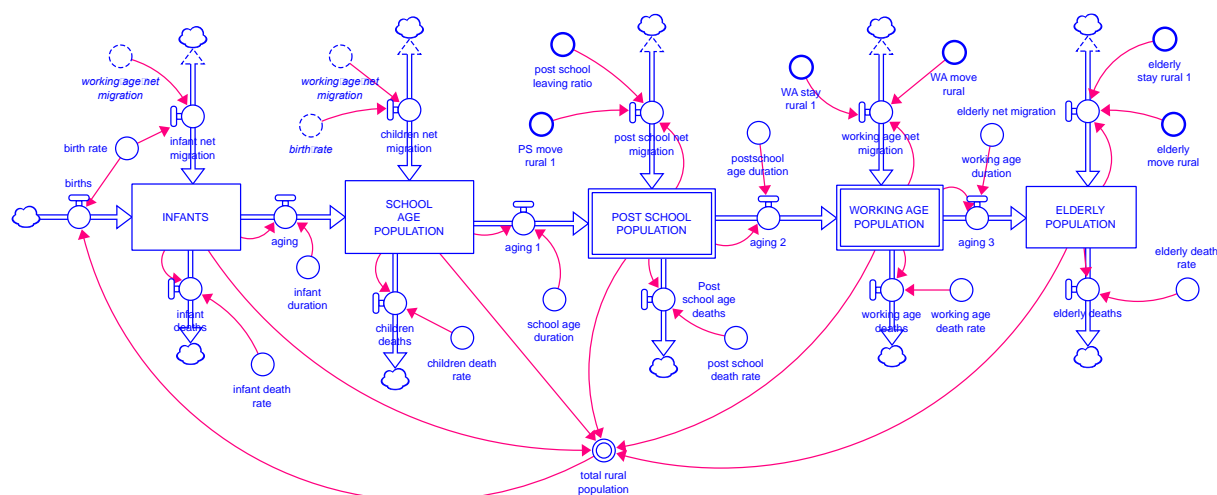 working age net
migration
birth rate
infant net
migration
births
INFANTS
aging
infant
duration
infant
deaths
infant death
rate
working age net
migration
birth rate
children net
migration
SCHOOL
AGE
POPULATION
aging 1
children
deaths
children death
rate
school age
duration
post school
leaving ratio
PS move
rural 1
post school net
migration
POST SCHOOL
POPULATION
postschool
age duration
aging 2
Post
school age
deaths
post school
death rate
WA stay
rural 1
WA move
rural
working age net
migration
WORKING AGE
POPULATION
working age
duration
aging 3
working age
deaths
working age
death rate
elderly
stay rural 1
elderly net migration
elderly
move rural
ELDERLY
POPULATION
elderly death
rate
elderly deaths
total rural
population